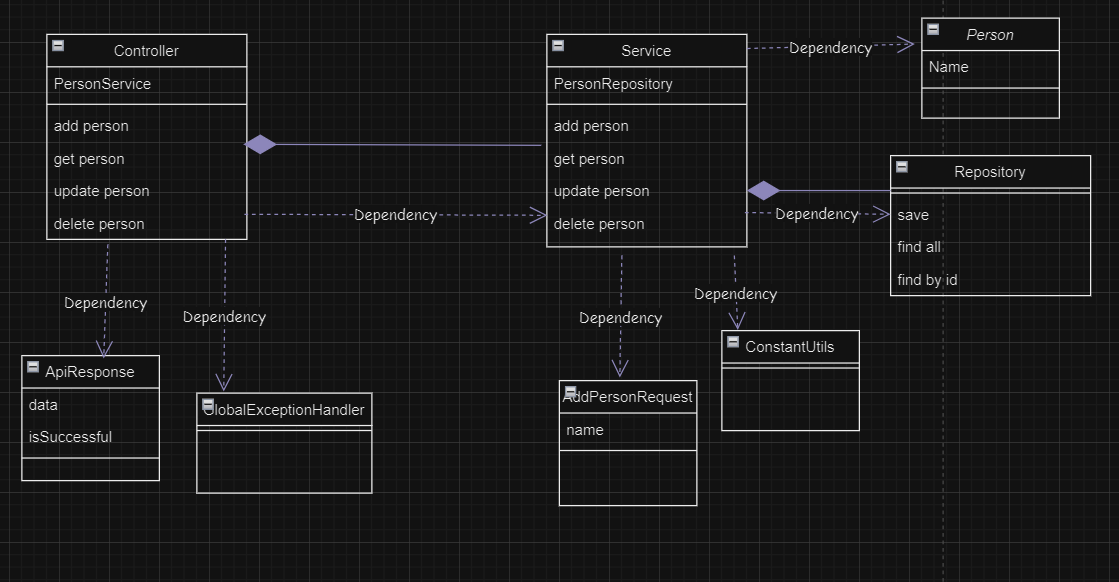 Controller
PersonService
add person
get person
update person
delete person
Service
PersonRepository
add person
get person
update person
delete person
Dependency
Person
Name
Repository
save
find all
find by id
Dependency
Dependency
Dependency
Dependency
Dependency
Dependency
ApiResponse
data
isSuccessful
GlobalExceptionHandler
AddPersonRequest
name
ConstantUtils